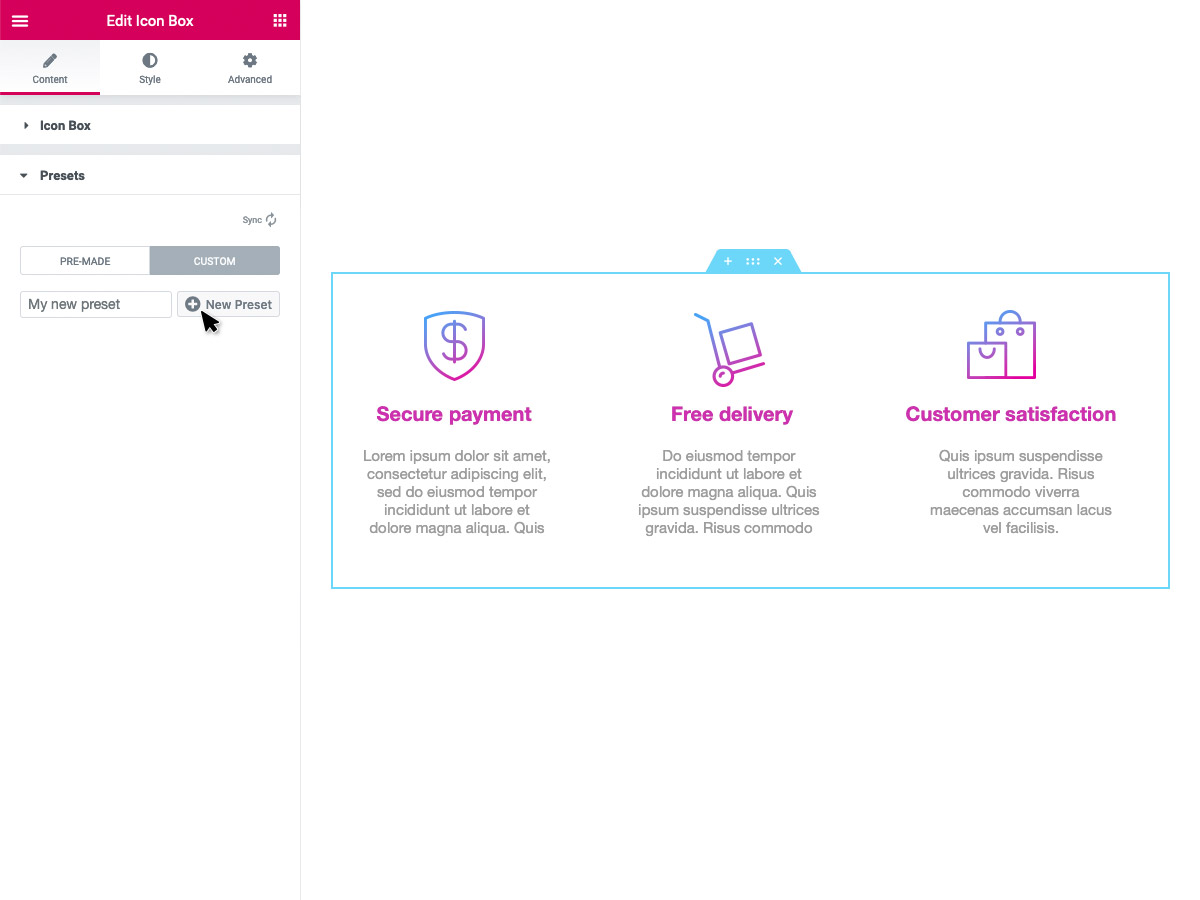 Edit Icon Box
Content
Style
Advanced
Icon Box
Presets
Sync
PRE-MADE
CUSTOM
My new preset
New Preset
Secure payment
Lorem ipsum dolor sit amet,
consectetur adipiscing elit,
sed do eiusmod tempor
incididunt ut labore et
dolore magna aliqua. Quis
Free delivery
Do eiusmod tempor
incididunt ut labore et
dolore magna aliqua. Quis
ipsum suspendisse ultrices
gravida. Risus commodo
Customer satisfaction
Quis ipsum suspendisse
ultrices gravida. Risus
commodo viverra
maecenas accumsan lacus
vel facilisis.